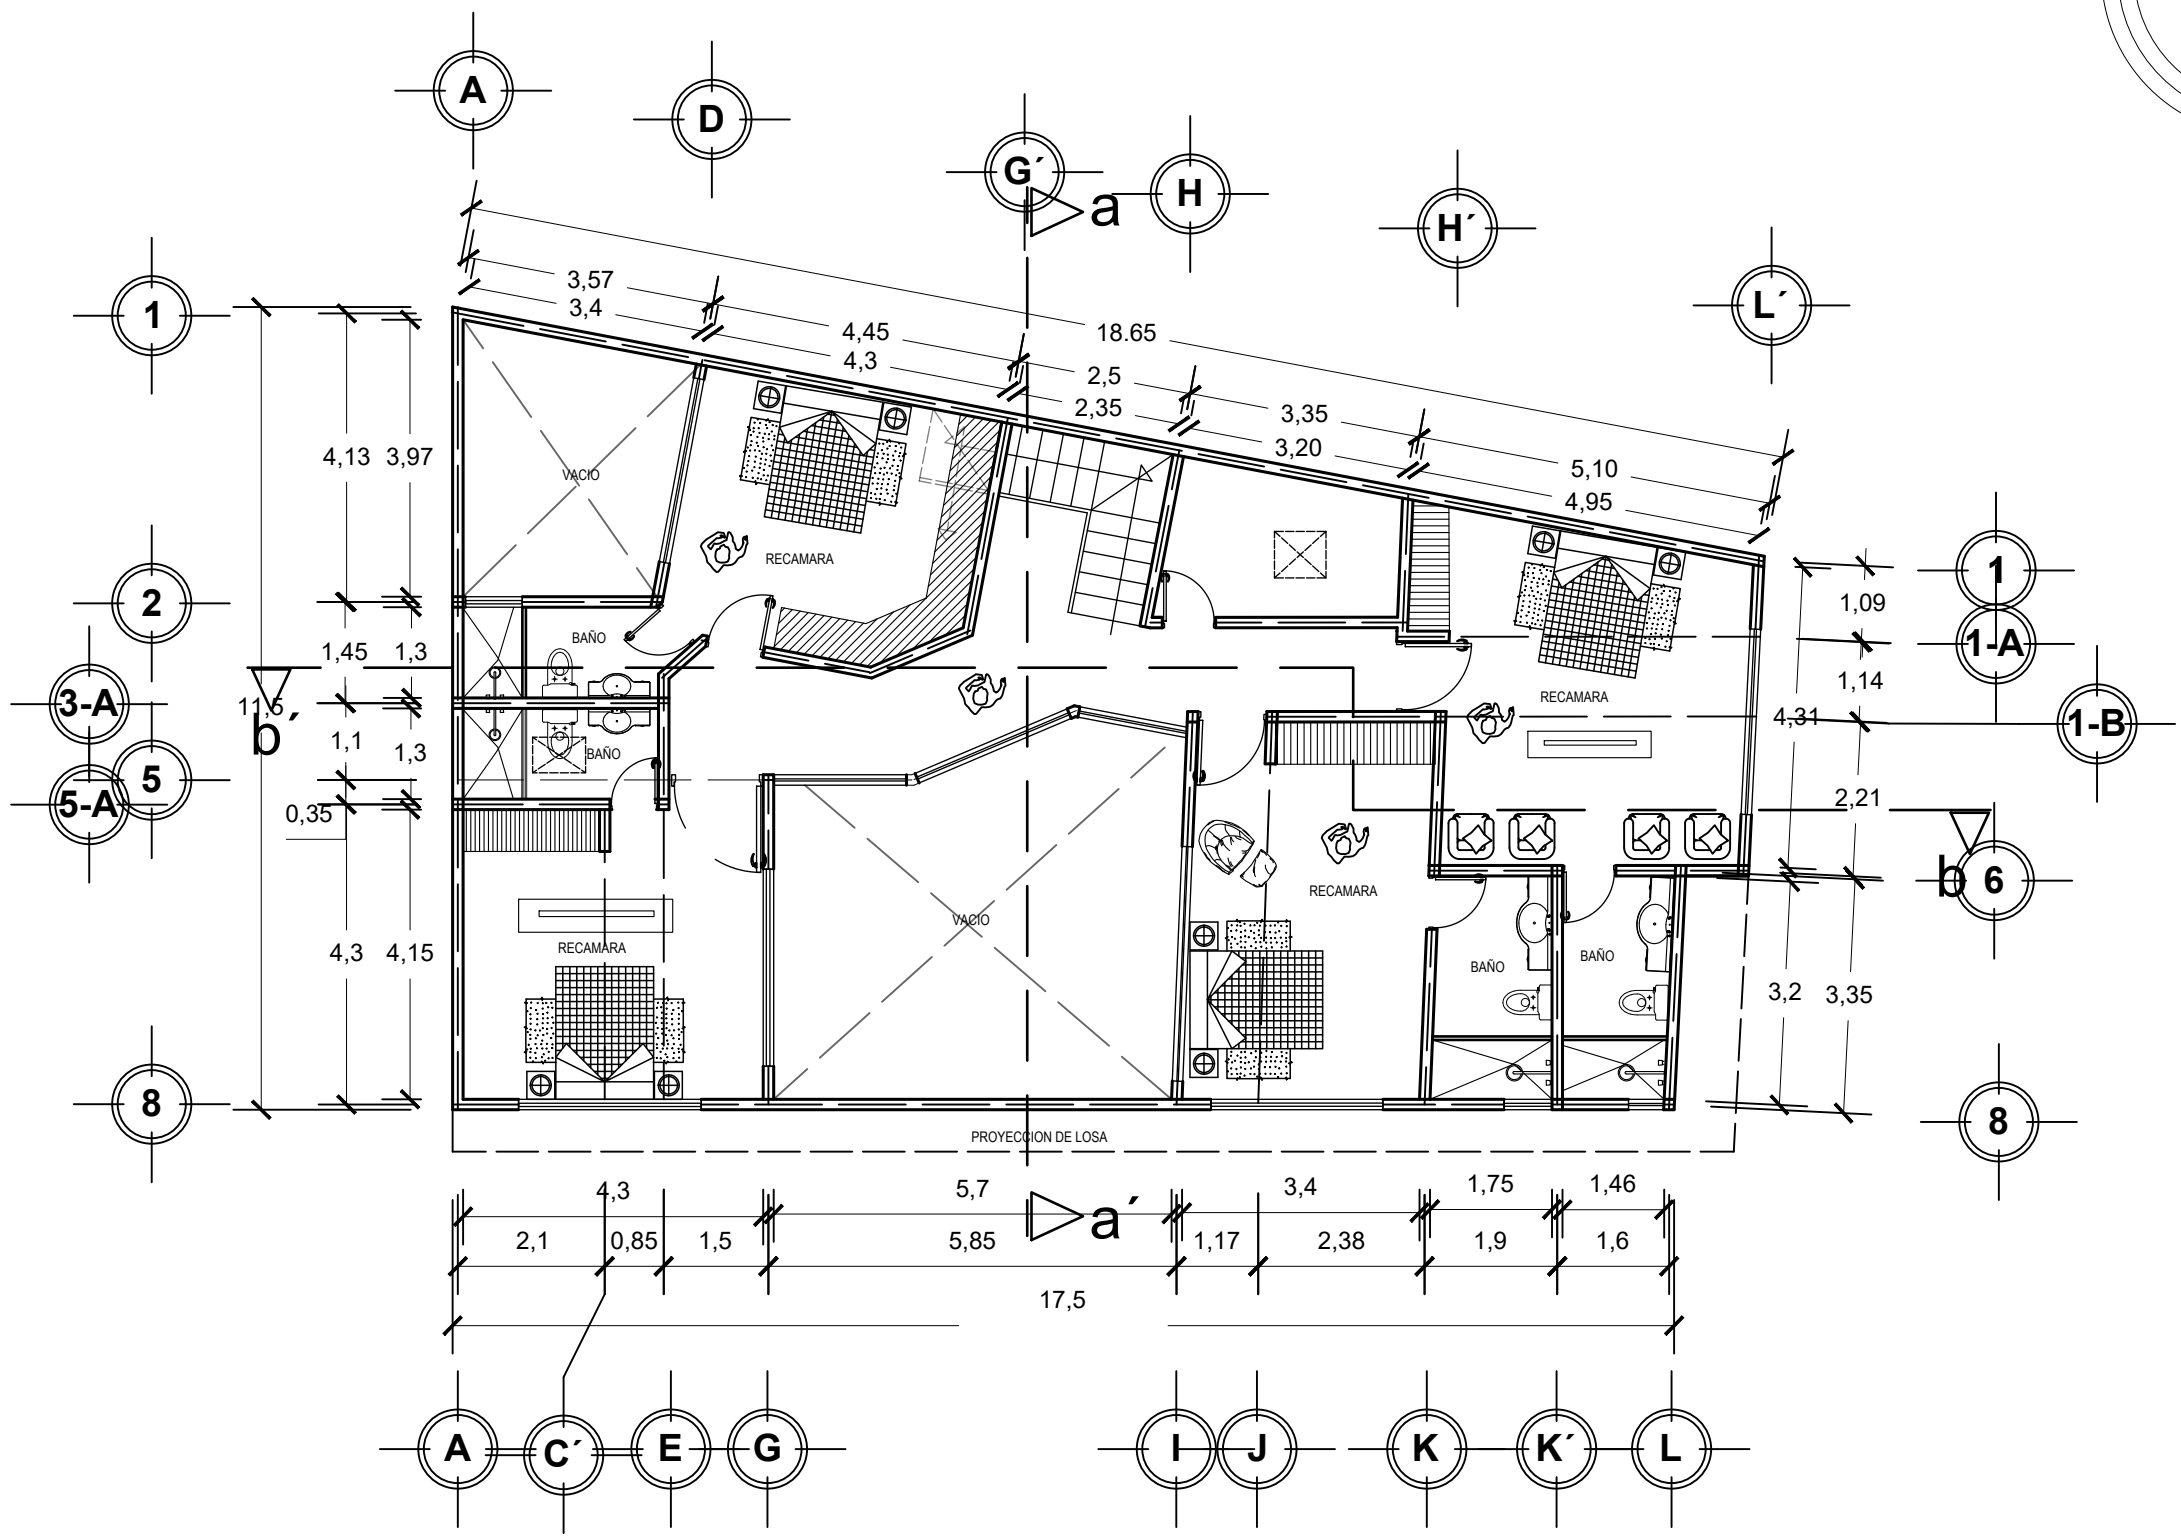 A
D
G´
a
H
H´
L´
1
3,57
3,4
4,45
4,3
18.65
2,5
2,35
3,35
3,20
5,10
4,95
4,13
3,97
VACIO
RECAMARA
2
1
1,09
1-A
BAÑO
1,45
1,3
1,14
RECAMARA
3-A
11,5
b´
4,31
1-B
1,1
1,3
BAÑO
5
5-A
0,35
2,21
RECAMARA
b
6
VACIO
RECAMARA
4,3
4,15
BAÑO
BAÑO
3,2
3,35
8
8
PROYECCION DE LOSA
4,3
5,7
a´
3,4
1,75
1,46
2,1
0,85
1,5
5,85
1,17
2,38
1,9
1,6
17,5
A
C´
E
G
I
J
K
K´
L